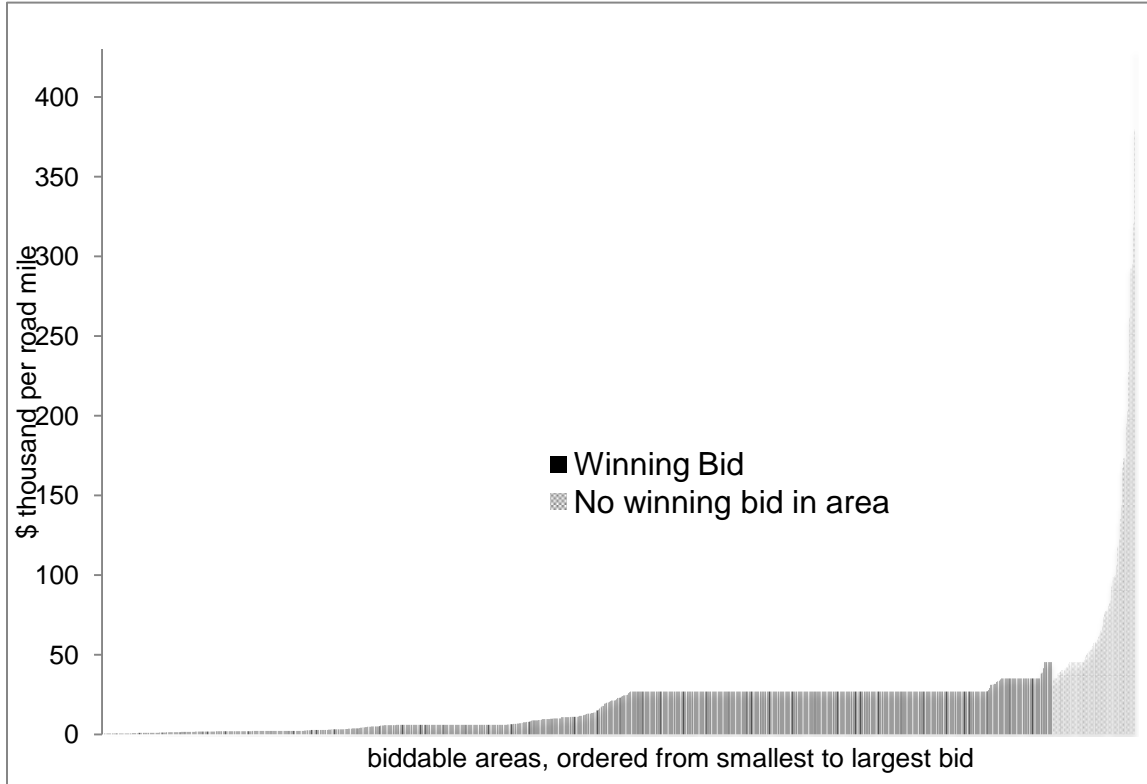 400
350
300
250
200
150
100
50
0
$ thousand per road mile
Winning Bid
No winning bid in area
biddable areas, ordered from smallest to largest bid